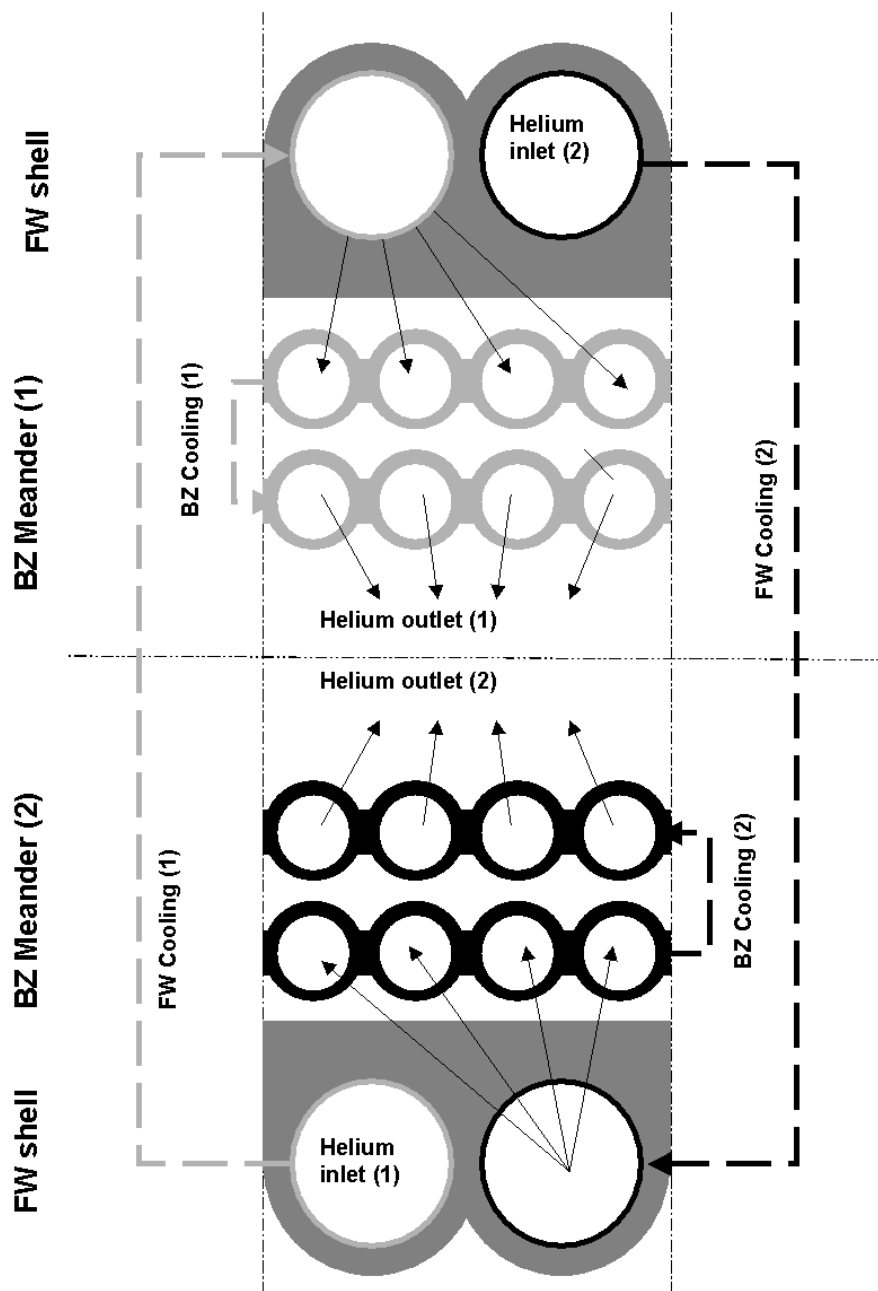 FW shell
Helium
inlet (2)
BZ Meander (1)
BZ Cooling (1)
FW Cooling (2)
Helium outlet (1)
Helium outlet (2)
BZ Meander (2)
FW Cooling (1)
BZ Cooling (2)
FW shell
Helium
inlet (1)